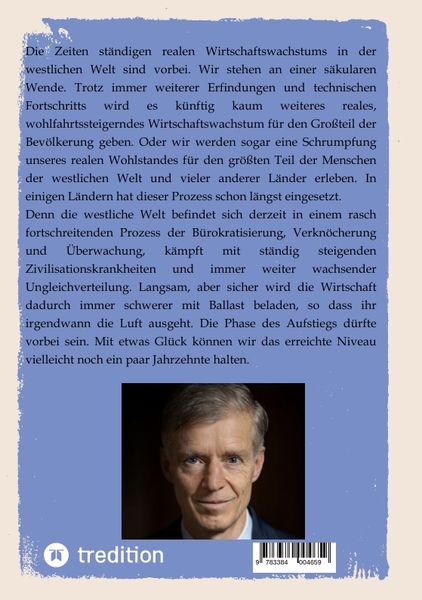 Die Zeiten ständigen realen Wirtschaftswachstums in der
westlichen Welt sind vorbei. Wir stehen an einer säkularen
Wende. Trotz immer weiterer Erfindungen und technischen
Fortschritts wird es künftig kaum weiteres reales,
wohlfahrtssteigerndes Wirtschaftswachstum für den Großteil der
Bevölkerung geben. Oder wir werden sogar eine Schrumpfung
unseres realen Wohlstandes für den größten Teil der Menschen
der westlichen Welt und vieler anderer Länder erleben. In
einigen Ländern hat dieser Prozess schon längst eingesetzt.
Denn die westliche Welt befindet sich derzeit in einem rasch
fortschreitenden Prozess der Bürokratisierung, Verknöcherung
und Überwachung, kämpft mit ständig steigenden
Zivilisationskrankheiten und immer weiter wachsender
Ungleichverteilung. Langsam, aber sicher wird die Wirtschaft
dadurch immer schwerer mit Ballast beladen, so dass ihr
irgendwann die Luft ausgeht. Die Phase des Aufstiegs dürfte
vorbei sein. Mit etwas Glück können wir das erreichte Niveau
vielleicht noch ein paar Jahrzehnte halten.
tredition
9 783384 004659